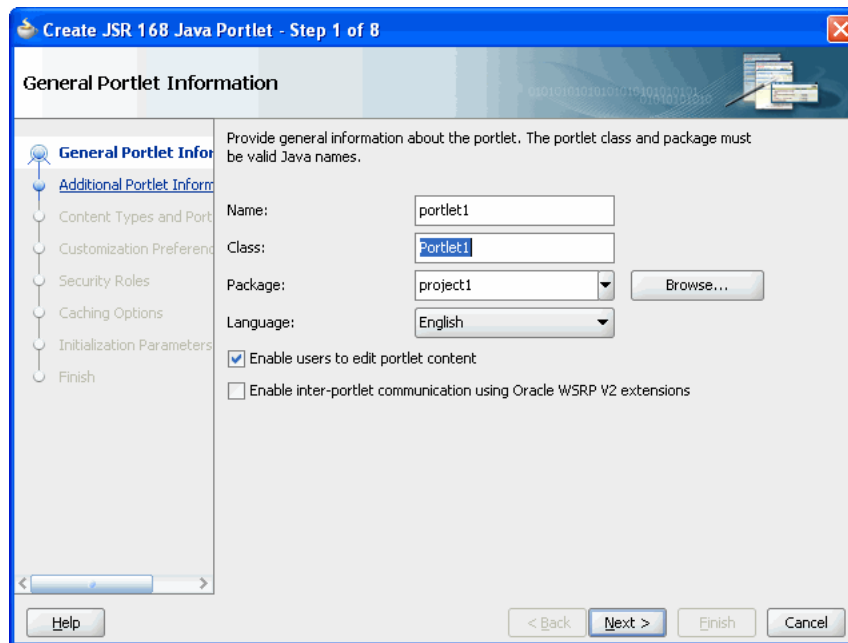 Create JSR 168 Java Portlet - Step 1 of 8
General Portlet Information
010101010101010101010101
01010101010
General Portlet Infor
Additional Portlet Inform
Content Types and Port
Customization Preferenc
Security Roles
Caching Options
Initialization Parameters
Finish
Provide general information about the portlet. The portlet class and package must
be valid Java names.
Name: portlet1
Class: Portlet1
Package: project1 Browse...
Language: English
Enable users to edit portlet content
Enable inter-portlet communication using Oracle WSRP V2 extensions
Help < Back Next > Finish Cancel